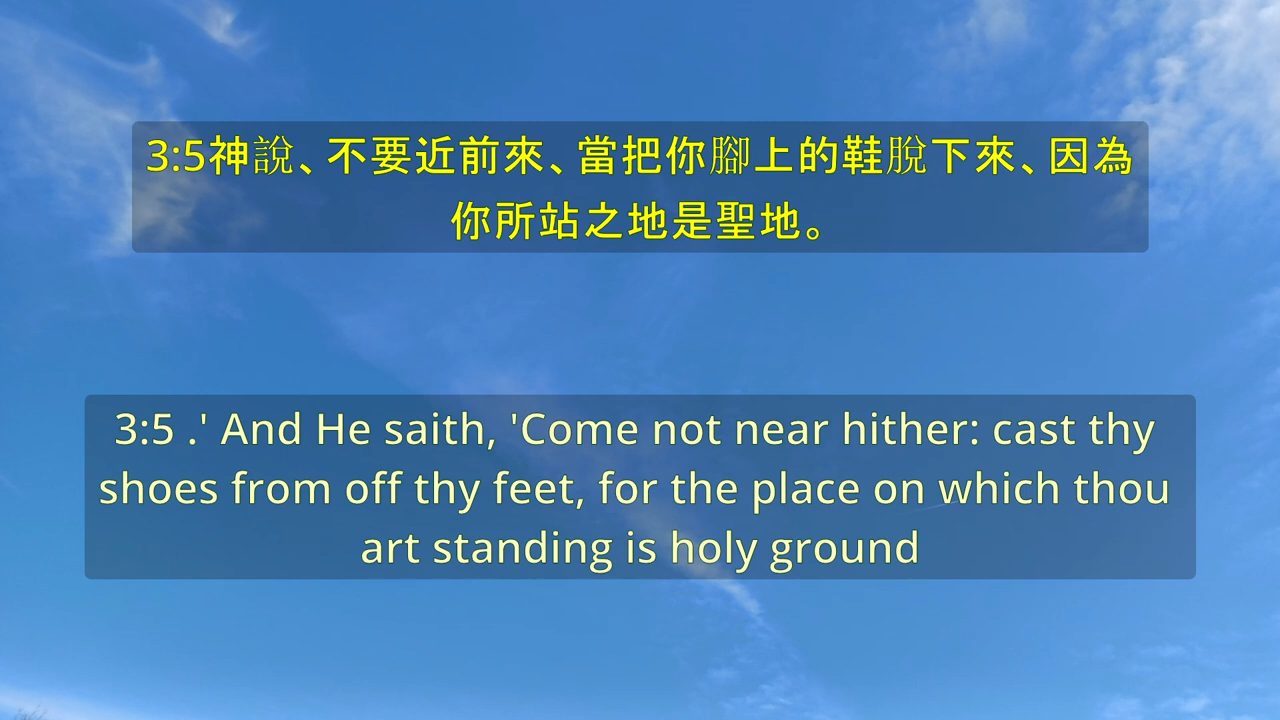 3:5神說、不要近前來、當把你腳上的鞋脫下來、因為
你所站之地是聖地。
3:5 .' And He saith, 'Come not near hither: cast thy
shoes from off thy feet, for the place on which thou
art standing is holy ground